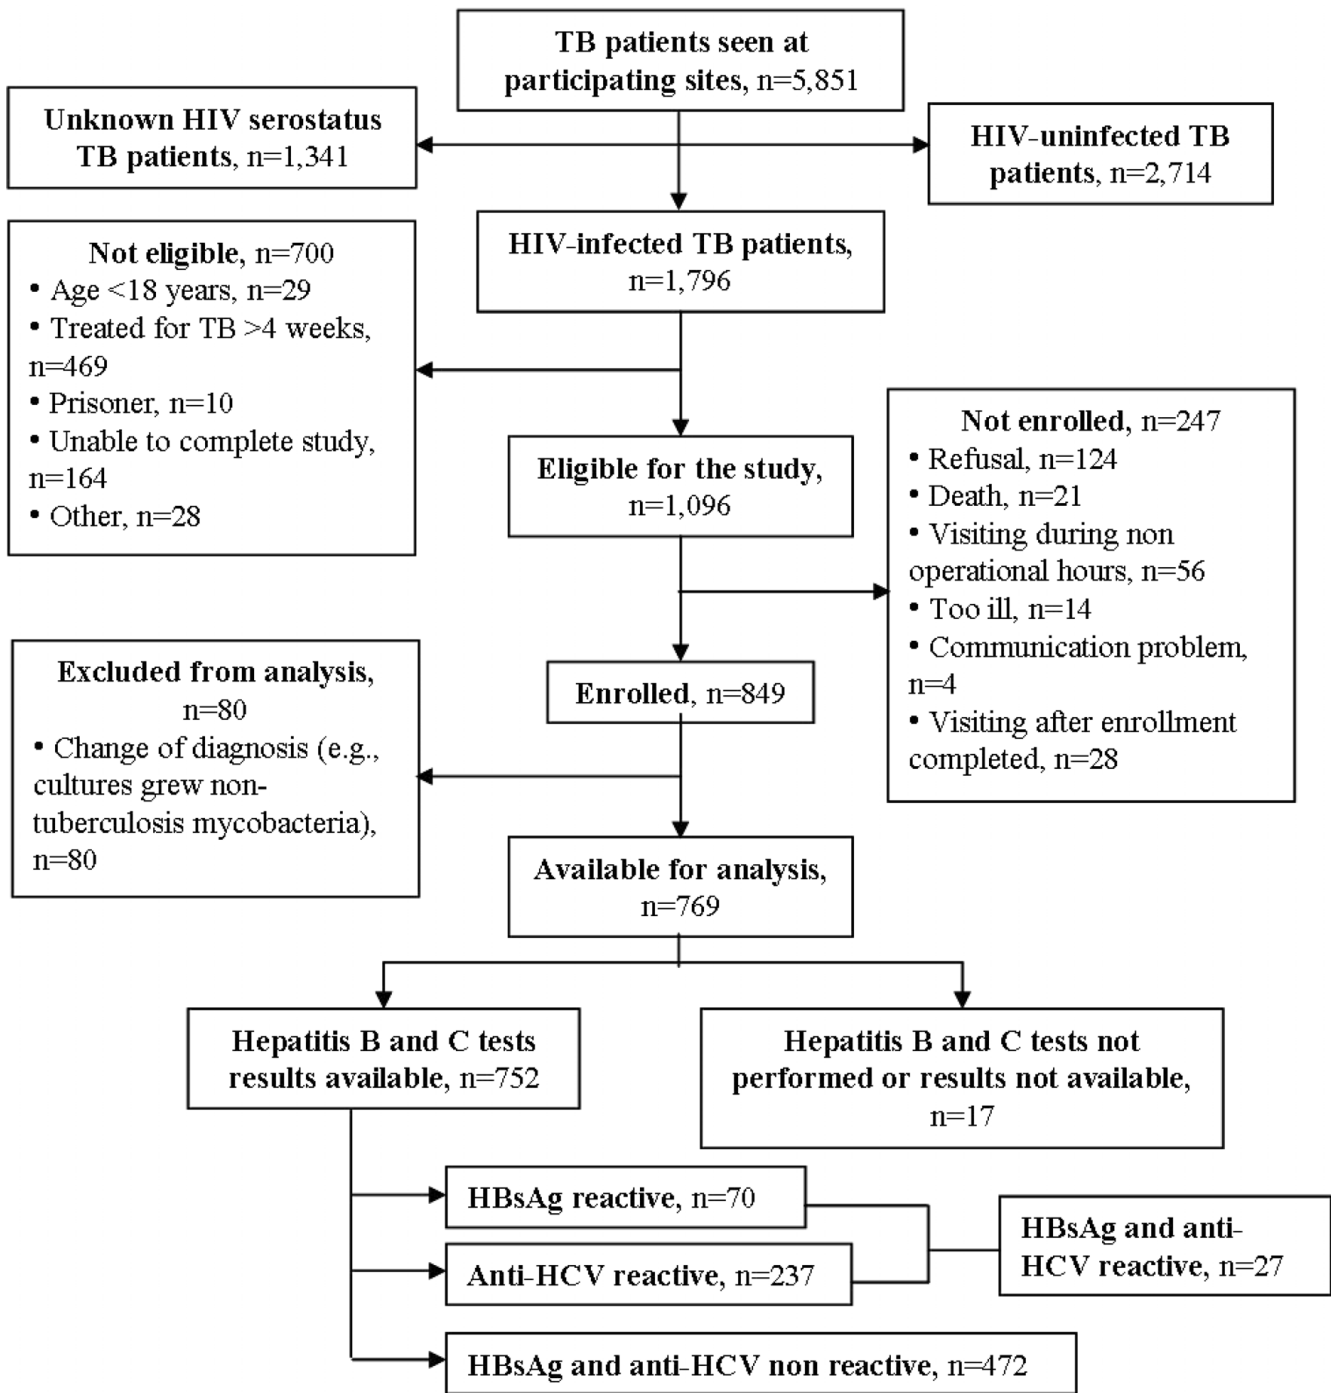 TB patients seen at
participating sites, n=5,851
Unknown HIV serostatus
TB patients, n=1,341
HIV-uninfected TB
patients, n=2,714
HIV-infected TB patients,
n=1,796
Not eligible, n=700
• Age <18 years, n=29
• Treated for TB >4 weeks,
n=469
• Prisoner, n=10
• Unable to complete study,
n=164
• Other, n=28
Eligible for the study,
n=1,096
Not enrolled, n=247
• Refusal, n=124
• Death, n=21
• Visiting during non
operational hours, n=56
• Too ill, n=14
• Communication problem,
n=4
• Visiting after enrollment
completed, n=28
Enrolled, n=849
Excluded from analysis,
n=80
• Change of diagnosis (e.g.,
cultures grew non-
tuberculosis mycobacteria),
n=80
Available for analysis,
n=769
Hepatitis B and C tests
results available, n=752
Hepatitis B and C tests not
performed or results not available,
n=17
HBsAg reactive, n=70
Anti-HCV reactive, n=237
HBsAg and anti-
HCV reactive, n=27
HBsAg and anti-HCV non reactive, n=472